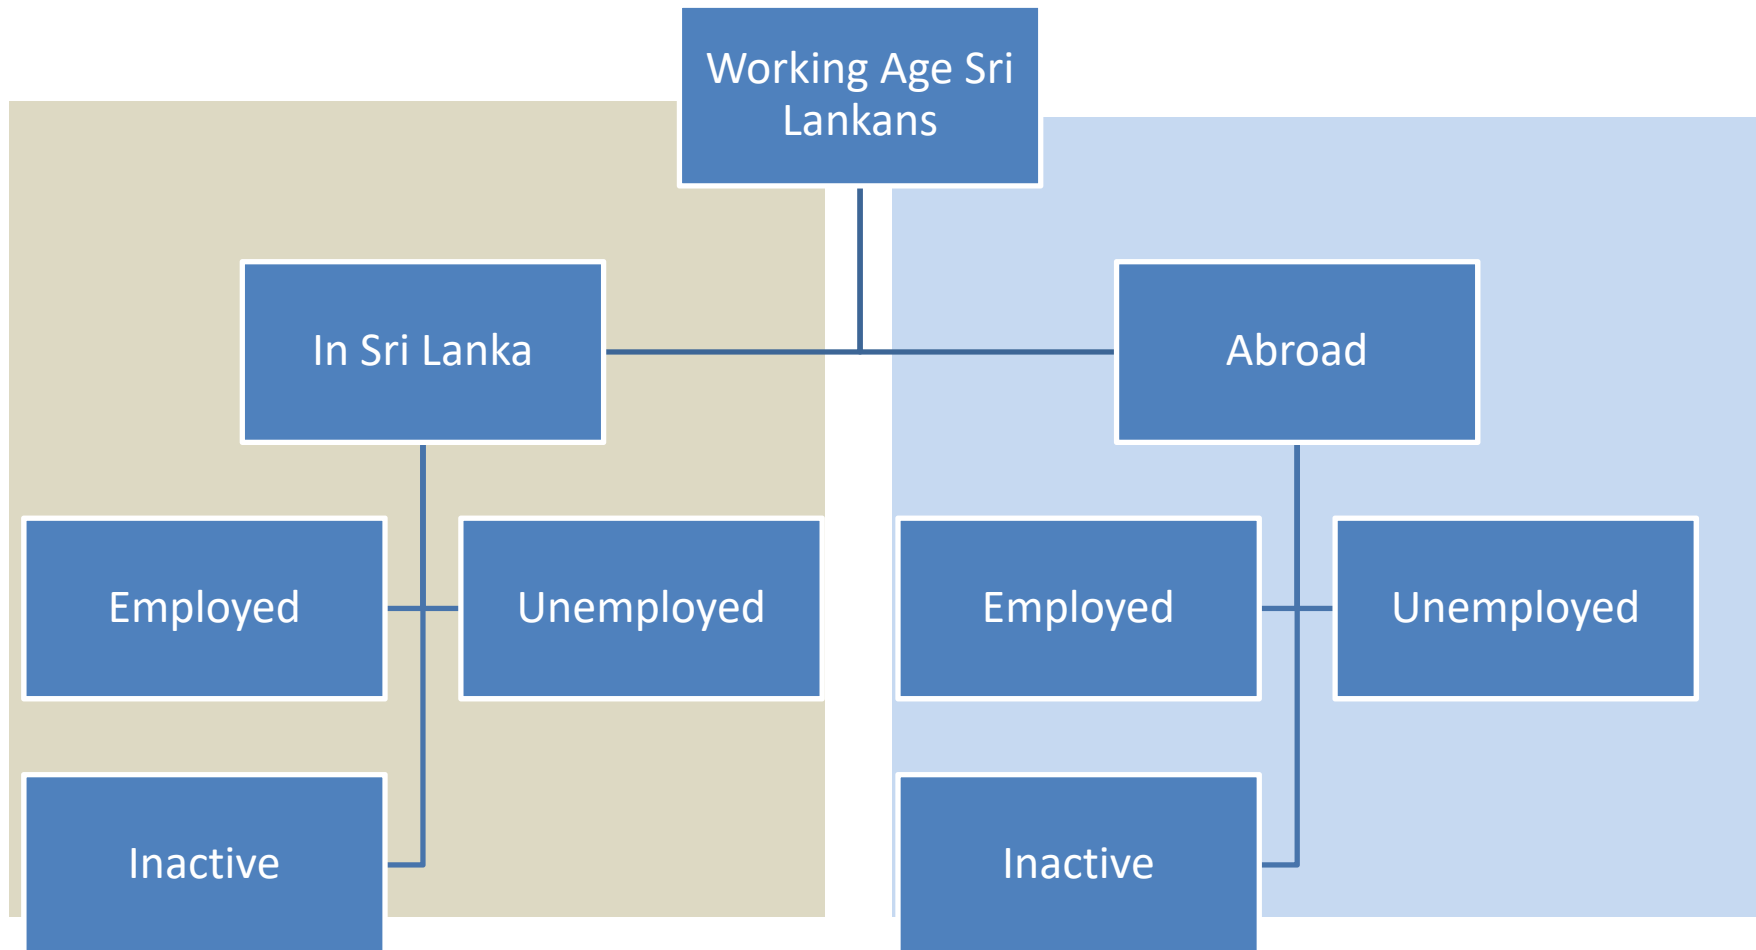 Working Age Sri
Lankans
In Sri Lanka
Abroad
Employed
Unemployed
Employed
Unemployed
Inactive
Inactive